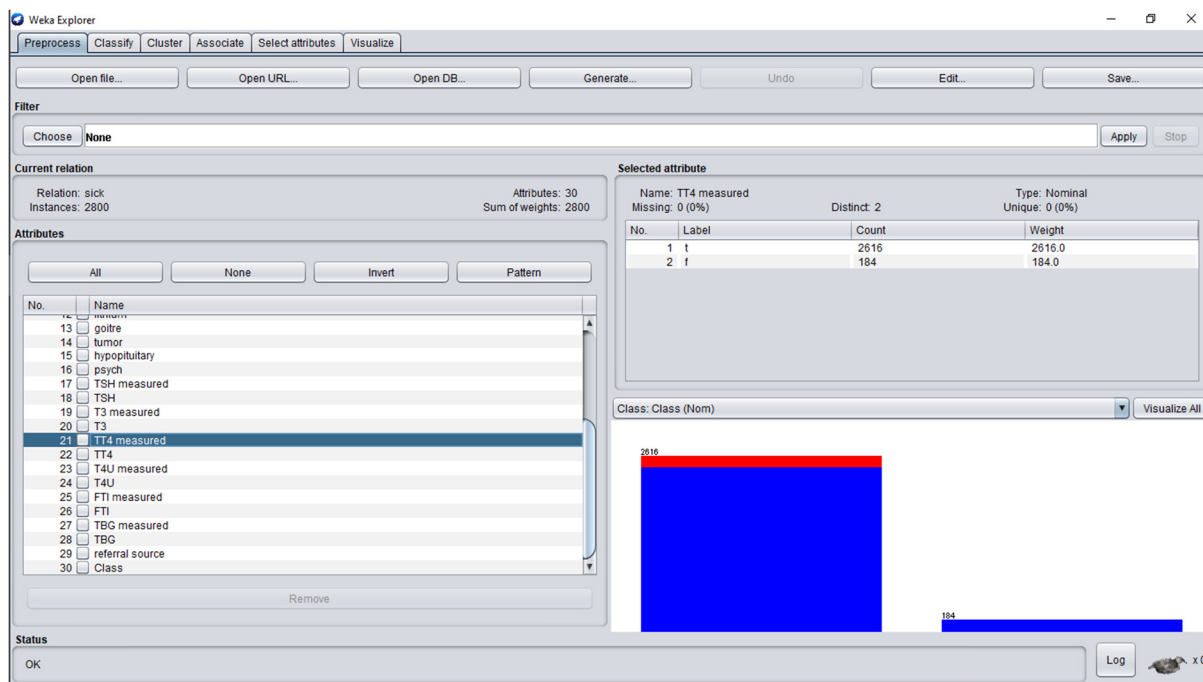 Weka Explorer
Preprocess Classify Cluster Associate Select attributes Visualize
Open file... Open URL... Open DB... Generate... Undo Edit... Save...
Filter
Choose None Apply Stop
Current relation
Relation: sick Attributes: 30
Instances: 2800 Sum of weights: 2800
Attributes
All None Invert Pattern
No. Name
12 lithium
13 goitre
14 tumor
15 hypopituitary
16 psych
17 TSH measured
18 TSH
19 T3 measured
20 T3
21 TT4 measured
22 TT4
23 T4U measured
24 T4U
25 FTI measured
26 FTI
27 TBG measured
28 TBG
29 referral source
30 Class
Remove
Selected attribute
Name: TT4 measured Type: Nominal
Missing: 0 (0%) Distinct: 2 Unique: 0 (0%)
No. Label Count Weight
1 t 2616 2616.0
2 f 184 184.0
Class: Class (Nom) Visualize All
2616
184
Status
OK
Log x 0